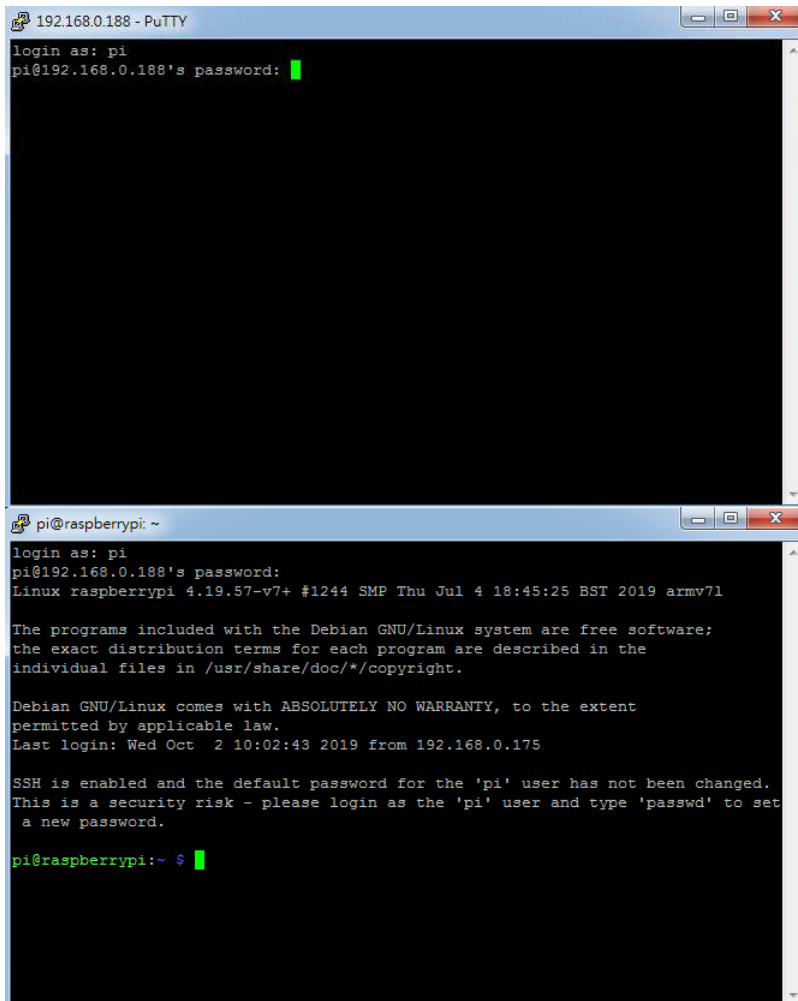 192.168.0.188 - PuTTY
login as: pi
pi@192.168.0.188's password:
pi@raspberrypi: ~
login as: pi
pi@192.168.0.188's password:
Linux raspberrypi 4.19.57-v7+ #1244 SMP Thu Jul 4 18:45:25 BST 2019 armv7l
The programs included with the Debian GNU/Linux system are free software;
the exact distribution terms for each program are described in the
individual files in /usr/share/doc/*/copyright.
Debian GNU/Linux comes with ABSOLUTELY NO WARRANTY, to the extent
permitted by applicable law.
Last login: Wed Oct  2 10:02:43 2019 from 192.168.0.175
SSH is enabled and the default password for the 'pi' user has not been changed.
This is a security risk - please login as the 'pi' user and type 'passwd' to set
 a new password.
pi@raspberrypi:~ $